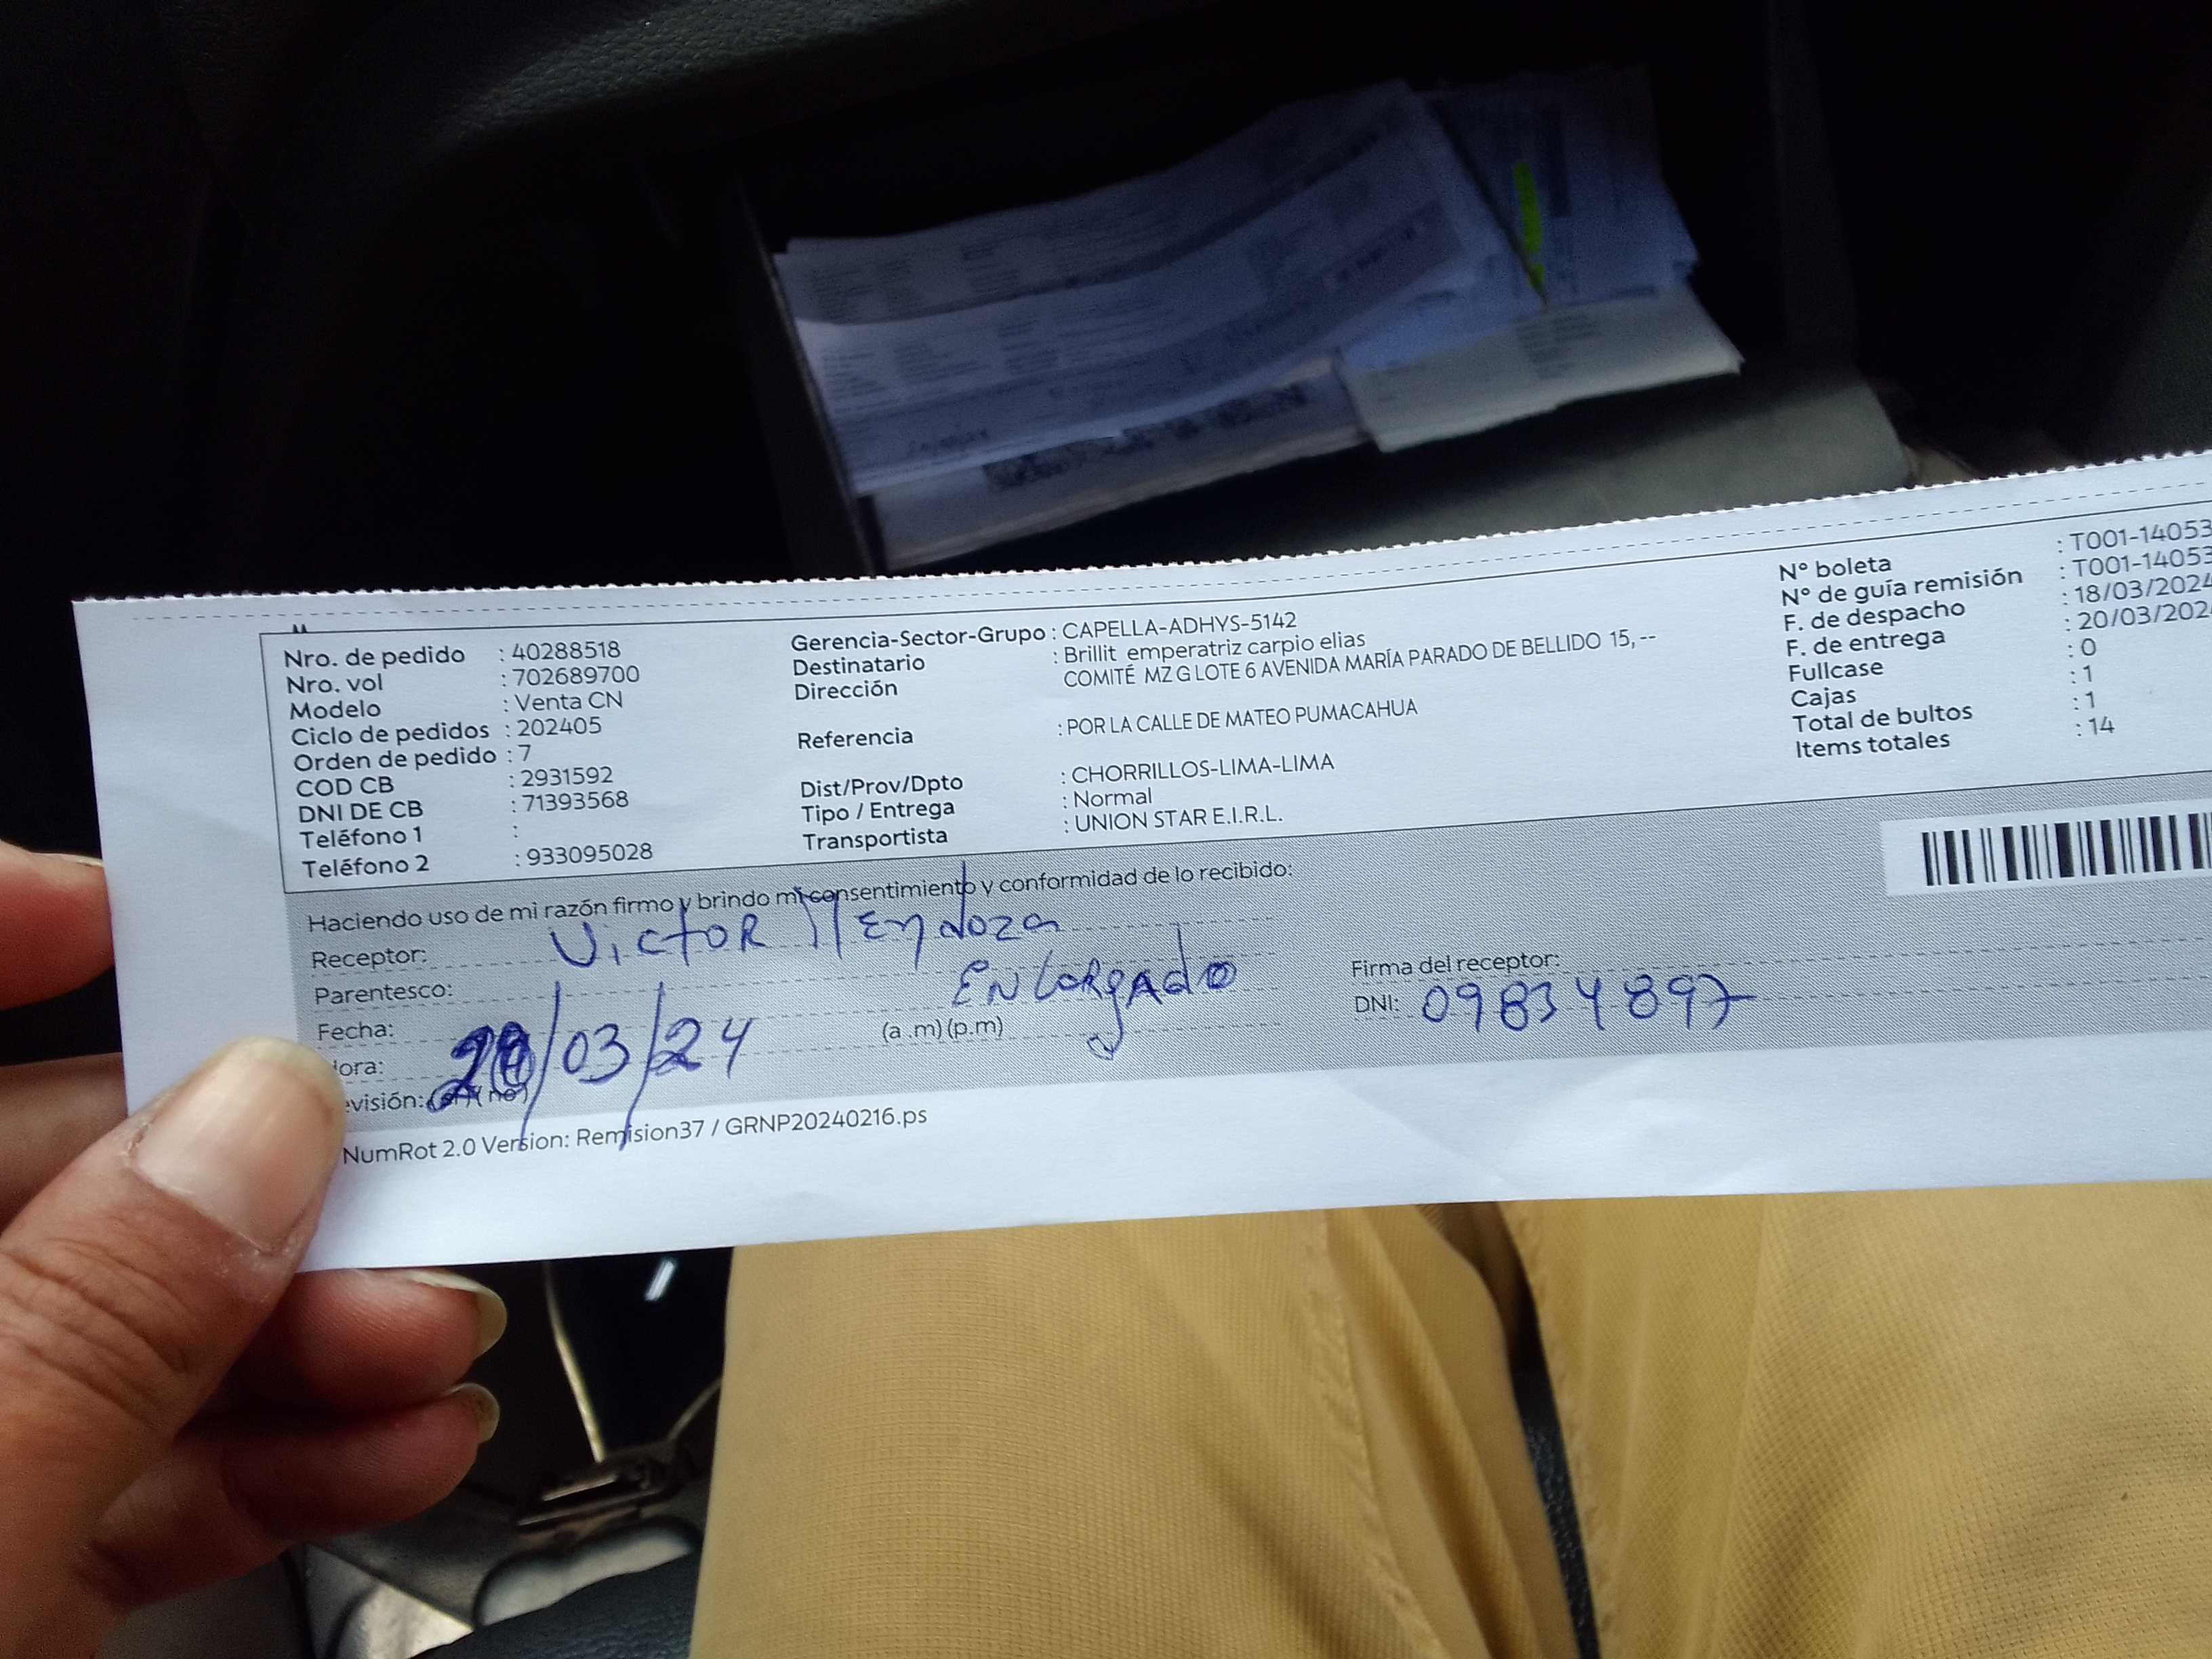 Nro. de pedido : 40288518
Nro. vol : 702689700
Modelo : Venta CN
Ciclo de pedidos : 202405
Orden de pedido : 7
COD CB : 2931592
DNI DE CB : 71393568
Teléfono 1 :
Teléfono 2 : 933095028
Gerencia-Sector-Grupo : CAPELLA-ADHYS-5142
Destinatario : Brillit emperatriz carpio elias
Dirección COMITÉ MZ G LOTE 6 AVENIDA MARÍA PARADO DE BELLIDO 15, --
Referencia : POR LA CALLE DE MATEO PUMACAHUA
Dist/Prov/Dpto : CHORRILLOS-LIMA-LIMA
Tipo / Entrega : Normal
Transportista : UNION STAR E.I.R.L.
N° boleta : T001-14053
N° de guía remisión : T001-14053
F. de despacho : 18/03/2024
F. de entrega : 20/03/202
Fullcase : 0
Cajas : 1
Total de bultos : 1
Items totales : 14
Haciendo uso de mi razón firmo y brindo mi consentimiento y conformidad de lo recibido:
Receptor: Victor Mendoza
Parentesco: Encargado
Firma del receptor:
Fecha: /03/24
(a.m) (p.m)
DNI: 09834897
ora:
evisión: (no)
NumRot 2.0 Version: Remision37 / GRNP20240216.ps